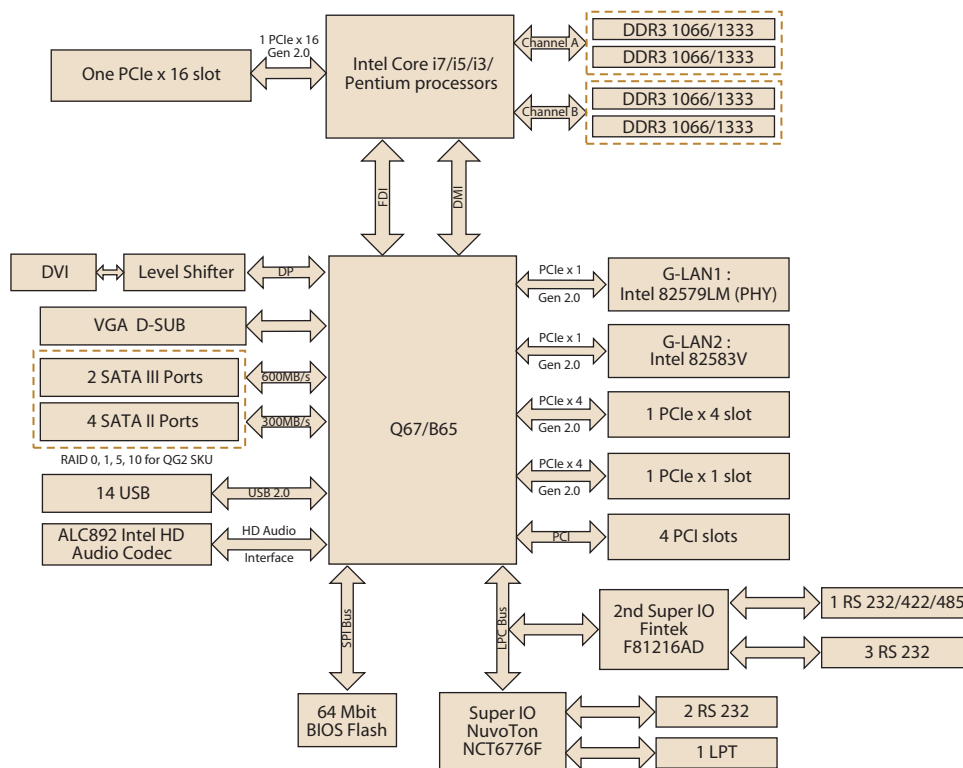 1 PCIe x 16
Gen 2.0
One PCIe x 16 slot
Intel Core i7/i5/i3/
Pentium processors
Channel A
DDR3 1066/1333
DDR3 1066/1333
Channel B
DDR3 1066/1333
DDR3 1066/1333
FDI
DMI
DVI
Level Shifter
DP
VGA D-SUB
2 SATA III Ports
600MB/s
4 SATA II Ports
300MB/s
RAID 0, 1, 5, 10 for QG2 SKU
14 USB
USB 2.0
ALC892 Intel HD
Audio Codec
HD Audio
Interface
Q67/B65
PCIe x 1
Gen 2.0
G-LAN1 :
Intel 82579LM (PHY)
PCIe x 1
Gen 2.0
G-LAN2 :
Intel 82583V
PCIe x 4
Gen 2.0
1 PCIe x 4 slot
PCIe x 4
Gen 2.0
1 PCIe x 1 slot
PCI
4 PCI slots
SPI Bus
LPC Bus
2nd Super IO
Fintek
F81216AD
1 RS 232/422/485
3 RS 232
64 Mbit
BIOS Flash
Super IO
NuvoTon
NCT6776F
2 RS 232
1 LPT